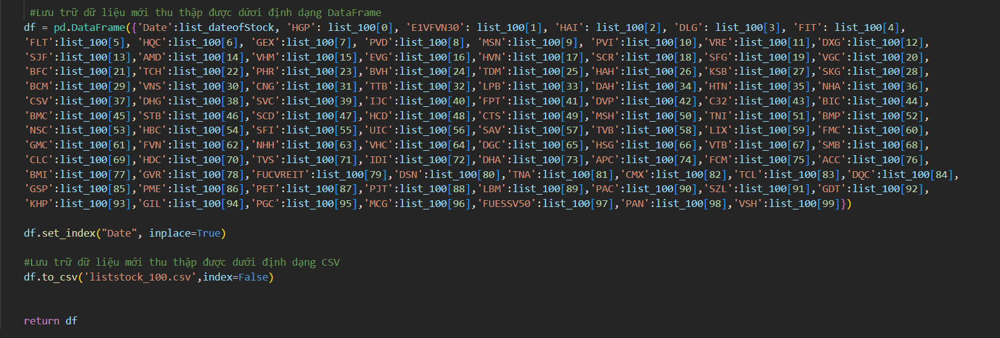 #Lưu trữ dữ liệu mới thu thập được dưới định dạng DataFrame
df = pd.DataFrame({'Date':list_dateofStock, 'HGP': list_100[0], 'E1VFVN30': list_100[1], 'HAI': list_100[2], 'DLG': list_100[3], 'FIT': list_100[4],
'FLT':list_100[5], 'HQC':list_100[6], 'GEX':list_100[7], 'PVD':list_100[8], 'MSN':list_100[9], 'PVI':list_100[10],'VRE':list_100[11],'DXG':list_100[12],
'SJF':list_100[13],'AMD':list_100[14],'VHM':list_100[15],'EVG':list_100[16],'HVN':list_100[17],'SCR':list_100[18],'SFG':list_100[19],'VGC':list_100[20],
'BFC':list_100[21],'TCH':list_100[22],'PHR':list_100[23],'BVH':list_100[24],'TDM':list_100[25],'HAH':list_100[26],'KSB':list_100[27],'SKG':list_100[28],
'BCM':list_100[29],'VNS':list_100[30],'CNG':list_100[31],'TTB':list_100[32],'LPB':list_100[33],'DAH':list_100[34],'HTN':list_100[35],'NHA':list_100[36],
'CSV':list_100[37],'DHG':list_100[38],'SVC':list_100[39],'IJC':list_100[40],'FPT':list_100[41],'DVP':list_100[42],'C32':list_100[43],'BIC':list_100[44],
'BMC':list_100[45],'STB':list_100[46],'SCD':list_100[47],'HCD':list_100[48],'CTS':list_100[49],'MSH':list_100[50],'TNI':list_100[51],'BMP':list_100[52],
'NSC':list_100[53],'HBC':list_100[54],'SFI':list_100[55],'UIC':list_100[56],'SAV':list_100[57],'TVB':list_100[58],'LIX':list_100[59],'FMC':list_100[60],
'GMC':list_100[61],'FVN':list_100[62],'NHH':list_100[63],'VHC':list_100[64],'DGC':list_100[65],'HSG':list_100[66],'VTB':list_100[67],'SMB':list_100[68],
'CLC':list_100[69],'HDC':list_100[70],'TVS':list_100[71],'IDI':list_100[72],'DHA':list_100[73],'APC':list_100[74],'FCM':list_100[75],'ACC':list_100[76],
'BMI':list_100[77],'GVR':list_100[78],'FUCVREIT':list_100[79],'DSN':list_100[80],'TNA':list_100[81],'CMX':list_100[82],'TCL':list_100[83],'DQC':list_100[84],
'GSP':list_100[85],'PME':list_100[86],'PET':list_100[87],'PJT':list_100[88],'LBM':list_100[89],'PAC':list_100[90],'SZL':list_100[91],'GDT':list_100[92],
'KHP':list_100[93],'GIL':list_100[94],'PGC':list_100[95],'MCG':list_100[96],'FUESSV50':list_100[97],'PAN':list_100[98],'VSH':list_100[99]})
df.set_index("Date", inplace=True)
#Lưu trữ dữ liệu mới thu thập được dưới định dạng CSV
df.to_csv('liststock_100.csv',index=False)
return df